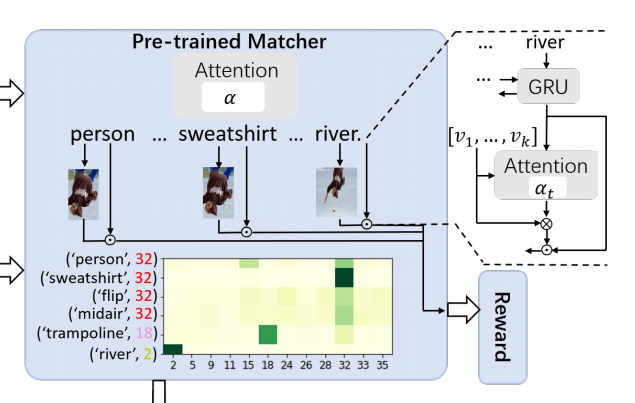 Pre-trained Matcher
Attention
α
person ... sweatshirt ... river.
('person', 32)
('sweatshirt', 32)
('flip', 32)
('midair', 32)
('trampoline', 18)
('river', 2)
2 5 9 11 15 18 24 26 28 32 33 35
Reward
... river
...
GRU
[v₁, ..., vₖ]
Attention
αₜ